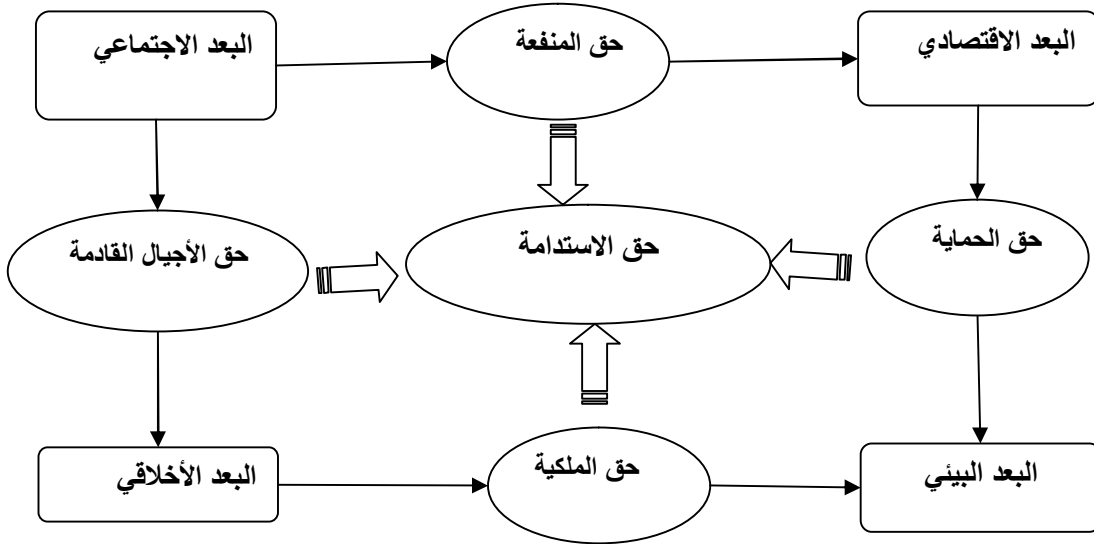 البعد الاقتصادي
حق المنفعة
البعد الاجتماعي
حق الحماية
حق الاستدامة
حق الأجيال القادمة
البعد البيئي
حق الملكية
البعد الأخلاقي